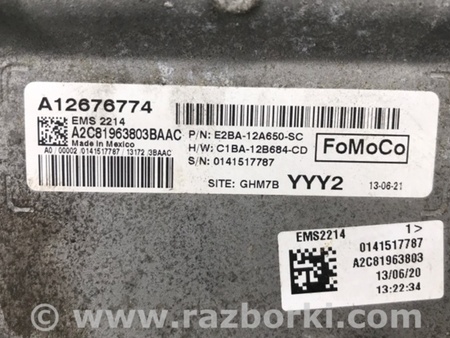 A12676774
EMS 2214
A2C81963803BAAC
Made in Mexico
A0 / 00002 / 0141517787 / 13172 / 3BAAC
P/N: E2BA-12A650-SC
H/W: C1BA-12B684-CD
S/N: 0141517787
FoMoCo
SITE: GHM7B YYY2 13-06-21
EMS2214 1>
0141517787
A2C81963803
13/06/20
13:22:34
© www.razborki.com/